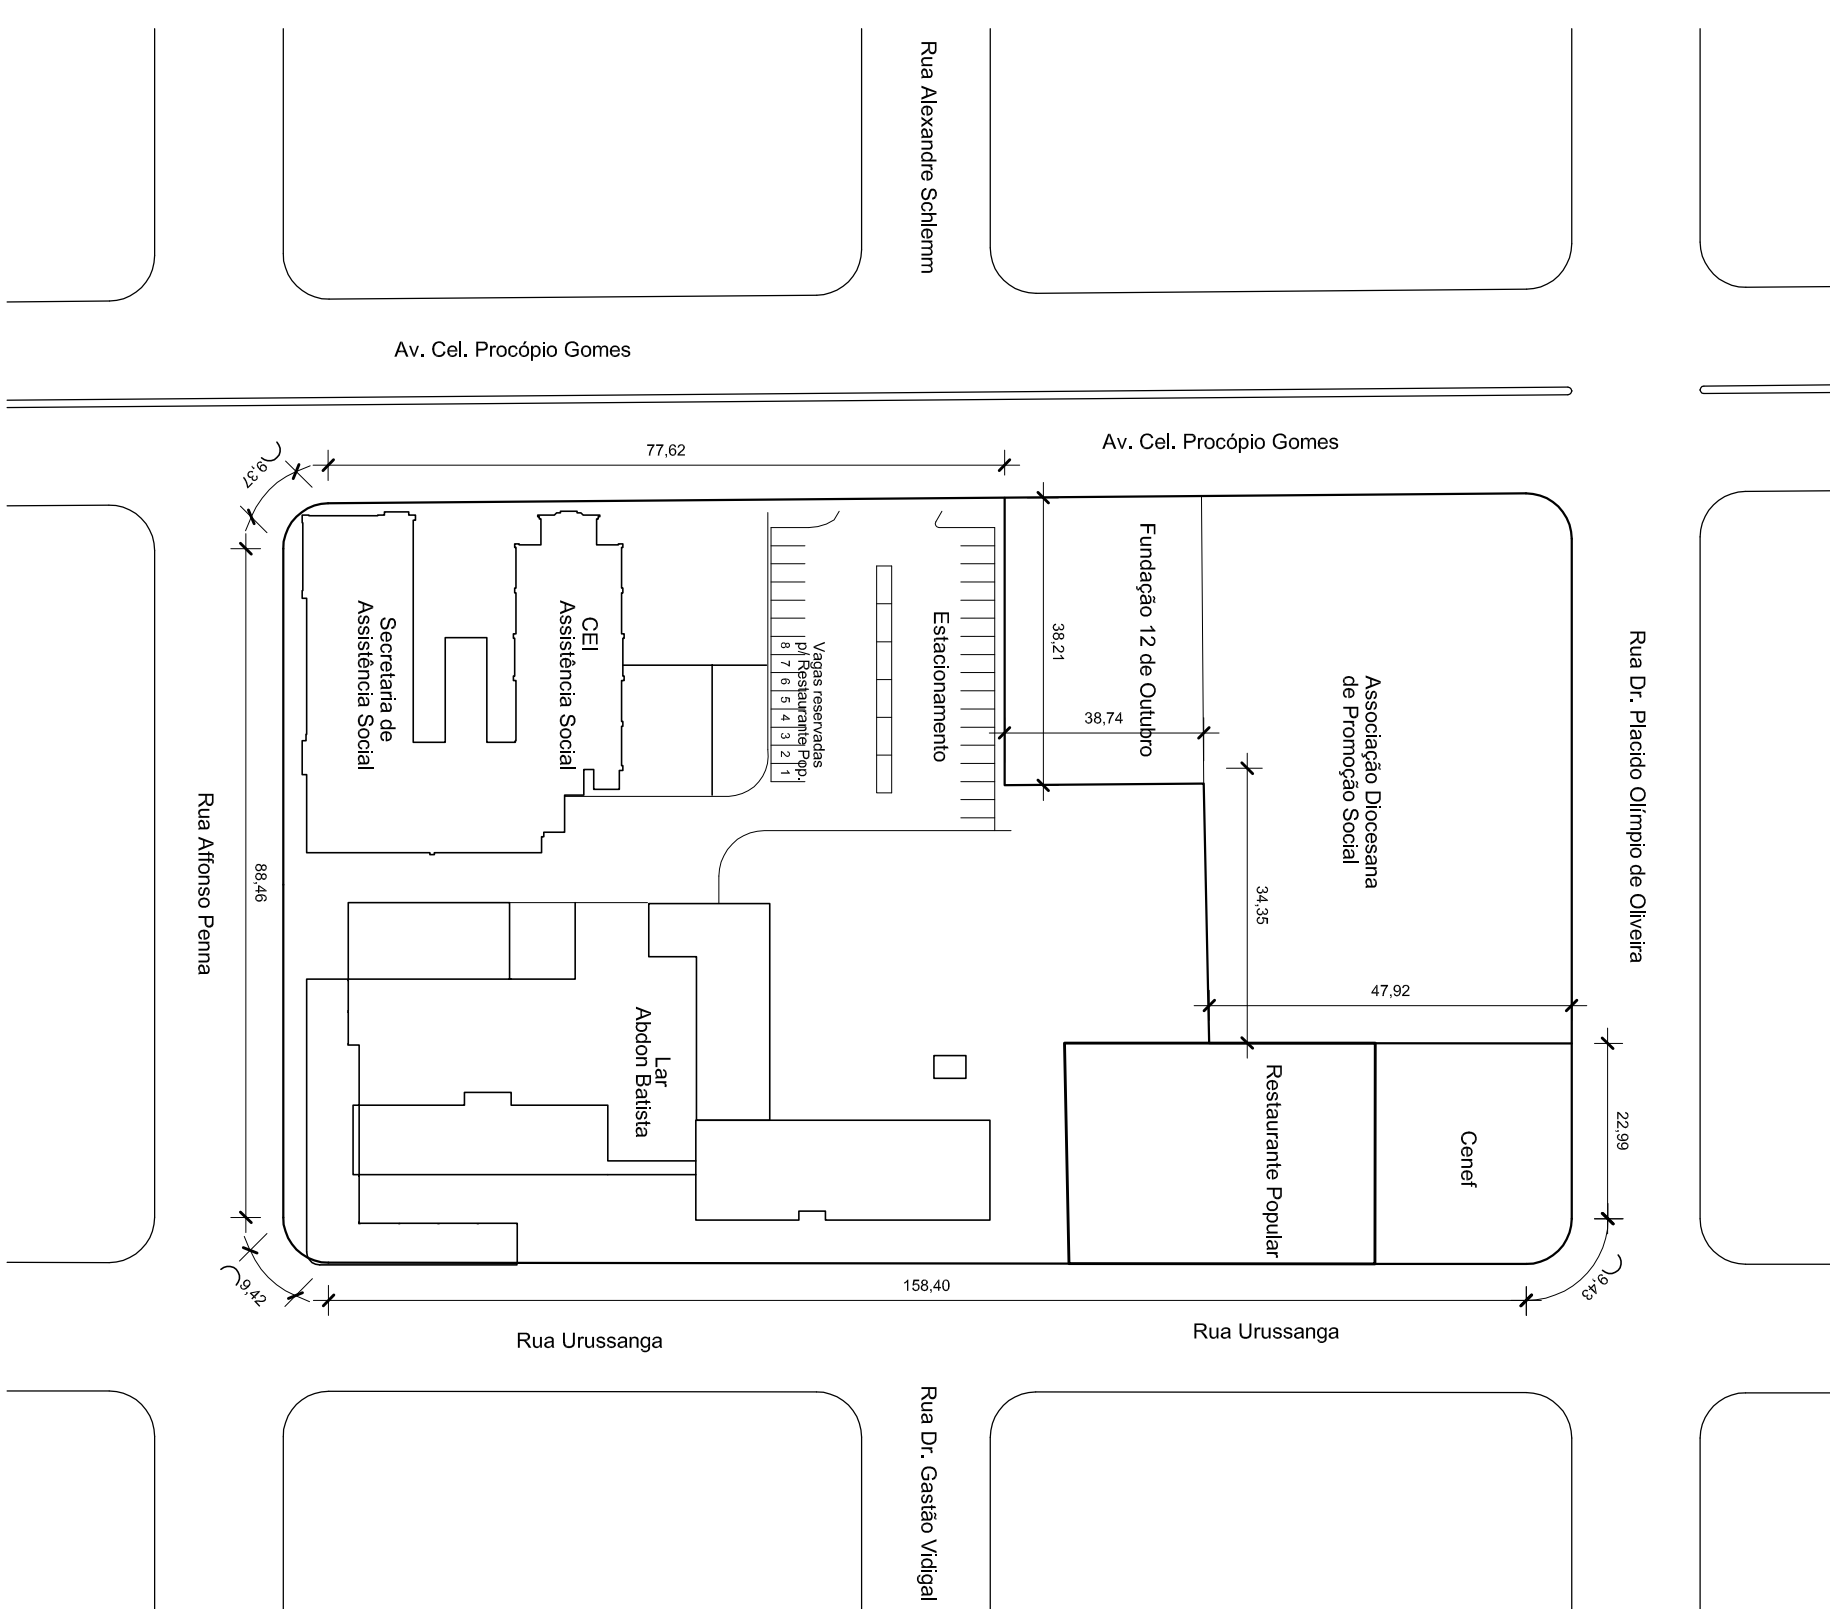 Rua Alexandre Schlemm
Av. Cel. Procópio Gomes
Av. Cel. Procópio Gomes
77,62
9,37
Fundação 12 de Outubro
38,21
38,74
Estacionamento
Vagas reservadas
p/ Restaurante Pop.
8 7 6 5 4 3 2 1
CEI
Assistência Social
Secretaria de
Assistência Social
Associação Diocesana
de Promoção Social
Rua Dr. Placido Olímpio de Oliveira
Rua Affonso Penna
88,46
34,35
47,92
Lar
Abdon Batista
Restaurante Popular
Cenef
22,99
9,42
158,40
9,43
Rua Urussanga
Rua Urussanga
Rua Dr. Gastão Vidigal